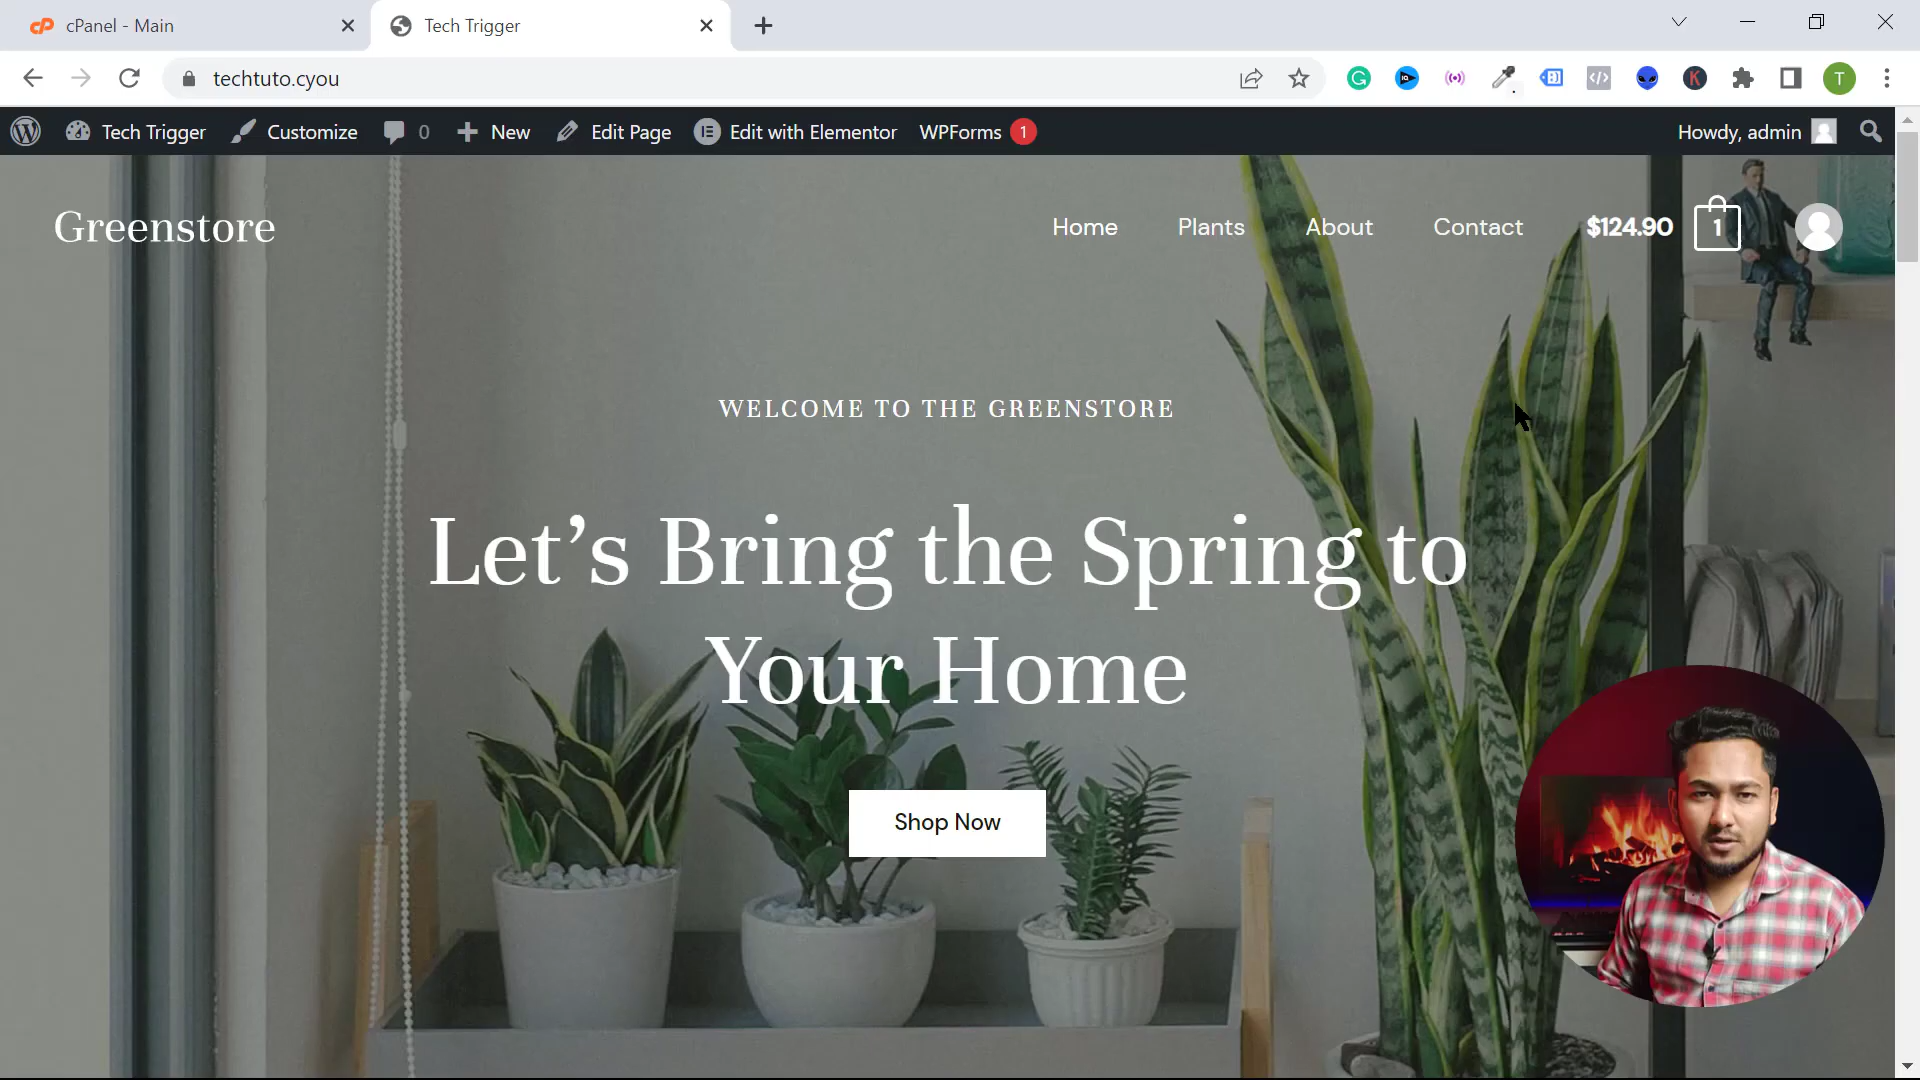 cPanel - Main
Tech Trigger
techtuto.cyou
Tech Trigger
Customize
0
New
Edit Page
Edit with Elementor
WPForms 1
Howdy, admin
Greenstore
Home
Plants
About
Contact
$124.90
1
WELCOME TO THE GREENSTORE
Let’s Bring the Spring to
Your Home
Shop Now